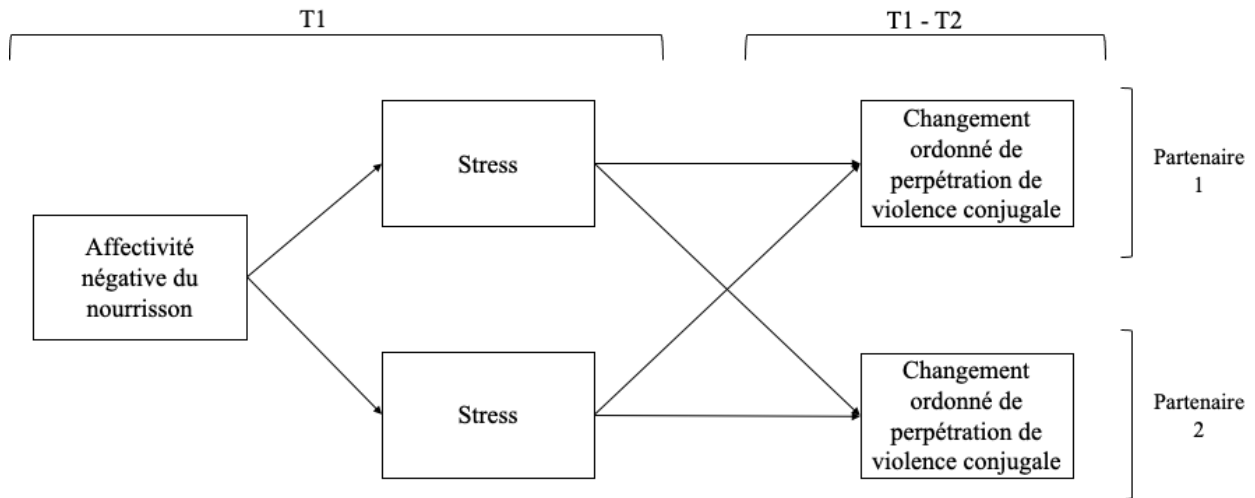 T1
T1 - T2
Stress
Changement
ordonné de
perpétration de
violence conjugale
Partenaire
1
Affectivité
négative du
nourrisson
Stress
Changement
ordonné de
perpétration de
violence conjugale
Partenaire
2